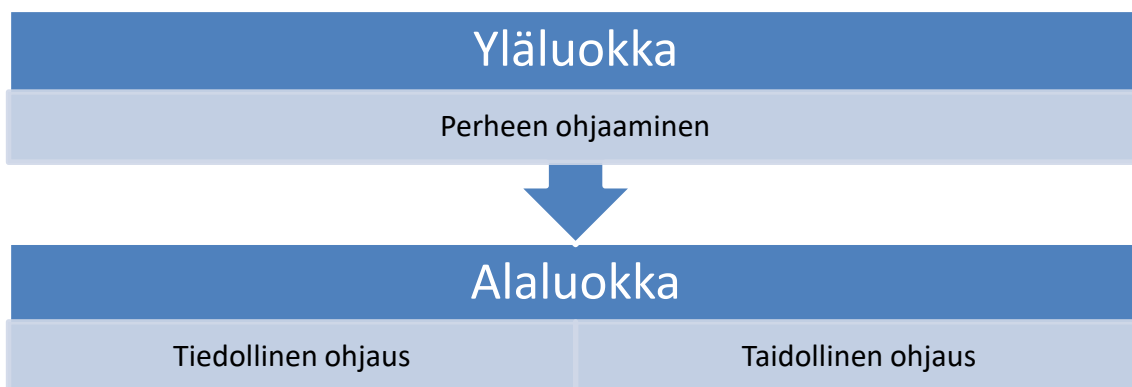 Yläluokka
Perheen ohjaaminen
Alaluokka
Tiedollinen ohjaus
Taidollinen ohjaus